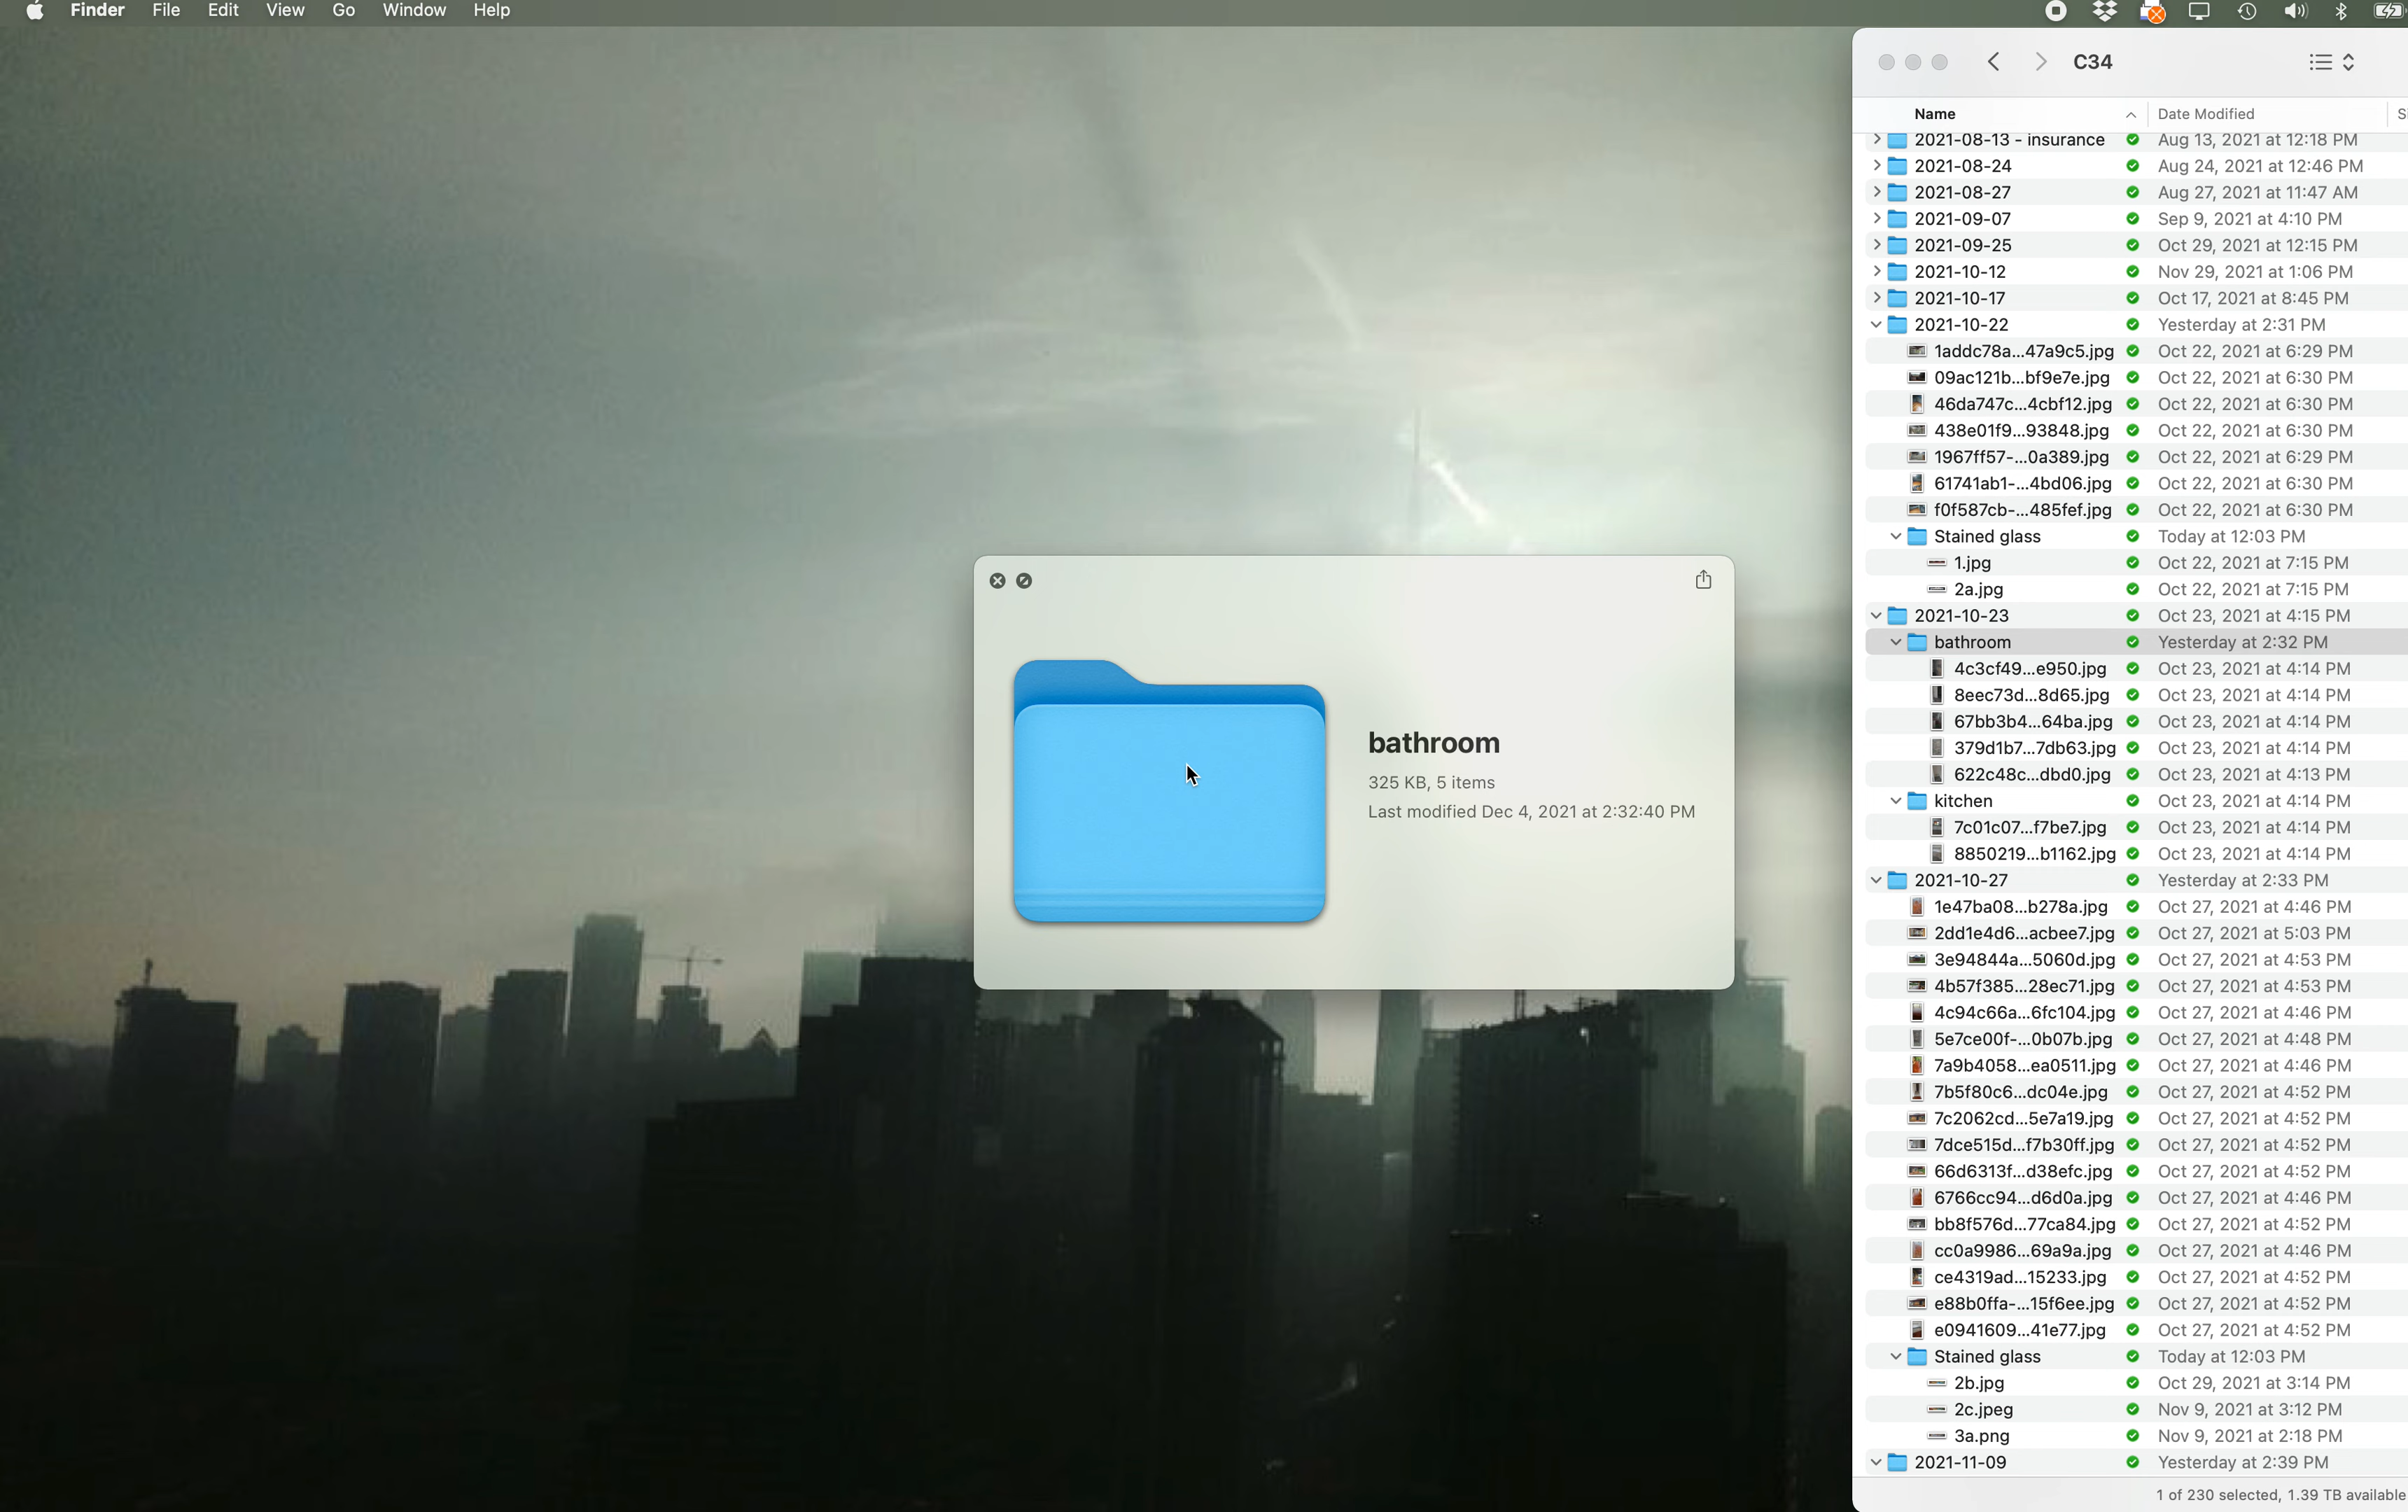 Finder File Edit View Go Window Help
C34
Name Date Modified
2021-08-13 - insurance Aug 13, 2021 at 12:18 PM
2021-08-24 Aug 24, 2021 at 12:46 PM
2021-08-27 Aug 27, 2021 at 11:47 AM
2021-09-07 Sep 9, 2021 at 4:10 PM
2021-09-25 Oct 29, 2021 at 12:15 PM
2021-10-12 Nov 29, 2021 at 1:06 PM
2021-10-17 Oct 17, 2021 at 8:45 PM
2021-10-22 Yesterday at 2:31 PM
1addc78a...47a9c5.jpg Oct 22, 2021 at 6:29 PM
09ac121b...bf9e7e.jpg Oct 22, 2021 at 6:30 PM
46da747c...4cbf12.jpg Oct 22, 2021 at 6:30 PM
438e01f9...93848.jpg Oct 22, 2021 at 6:30 PM
1967ff57-...0a389.jpg Oct 22, 2021 at 6:29 PM
61741ab1-...4bd06.jpg Oct 22, 2021 at 6:30 PM
f0f587cb-...485fef.jpg Oct 22, 2021 at 6:30 PM
Stained glass Today at 12:03 PM
1.jpg Oct 22, 2021 at 7:15 PM
2a.jpg Oct 22, 2021 at 7:15 PM
2021-10-23 Oct 23, 2021 at 4:15 PM
bathroom Yesterday at 2:32 PM
4c3cf49...e950.jpg Oct 23, 2021 at 4:14 PM
8eec73d...8d65.jpg Oct 23, 2021 at 4:14 PM
67bb3b4...64ba.jpg Oct 23, 2021 at 4:14 PM
379d1b7...7db63.jpg Oct 23, 2021 at 4:14 PM
622c48c...dbd0.jpg Oct 23, 2021 at 4:13 PM
kitchen Oct 23, 2021 at 4:14 PM
7c01c07...f7be7.jpg Oct 23, 2021 at 4:14 PM
8850219...b1162.jpg Oct 23, 2021 at 4:14 PM
2021-10-27 Yesterday at 2:33 PM
1e47ba08...b278a.jpg Oct 27, 2021 at 4:46 PM
2dd1e4d6...acbee7.jpg Oct 27, 2021 at 5:03 PM
3e94844a...5060d.jpg Oct 27, 2021 at 4:53 PM
4b57f385...28ec71.jpg Oct 27, 2021 at 4:53 PM
4c94c66a...6fc104.jpg Oct 27, 2021 at 4:46 PM
5e7ce00f-...0b07b.jpg Oct 27, 2021 at 4:48 PM
7a9b4058...ea0511.jpg Oct 27, 2021 at 4:46 PM
7b5f80c6...dc04e.jpg Oct 27, 2021 at 4:52 PM
7c2062cd...5e7a19.jpg Oct 27, 2021 at 4:52 PM
7dce515d...f7b30ff.jpg Oct 27, 2021 at 4:52 PM
66d6313f...d38efc.jpg Oct 27, 2021 at 4:52 PM
6766cc94...d6d0a.jpg Oct 27, 2021 at 4:46 PM
bb8f576d...77ca84.jpg Oct 27, 2021 at 4:52 PM
cc0a9986...69a9a.jpg Oct 27, 2021 at 4:46 PM
ce4319ad...15233.jpg Oct 27, 2021 at 4:52 PM
e88b0ffa-...15f6ee.jpg Oct 27, 2021 at 4:52 PM
e0941609...41e77.jpg Oct 27, 2021 at 4:52 PM
Stained glass Today at 12:03 PM
2b.jpg Oct 29, 2021 at 3:14 PM
2c.jpeg Nov 9, 2021 at 3:12 PM
3a.png Nov 9, 2021 at 2:18 PM
2021-11-09 Yesterday at 2:39 PM
1 of 230 selected, 1.39 TB available
bathroom
325 KB, 5 items
Last modified Dec 4, 2021 at 2:32:40 PM